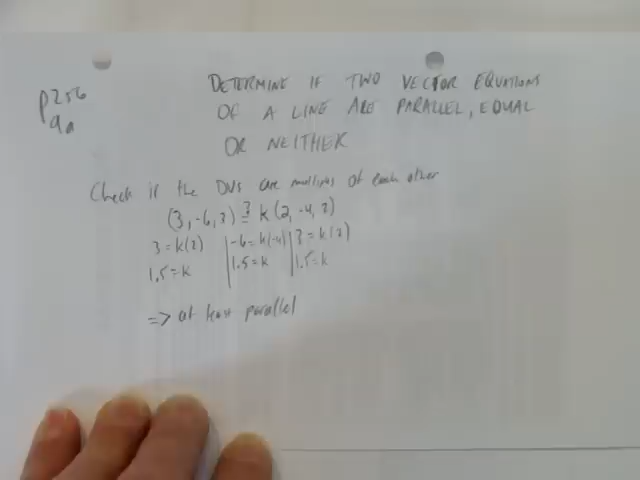 p256
9a
DETERMINE IF TWO VECTOR EQUATIONS
OF A LINE ARE PARALLEL, EQUAL
OR NEITHER
Check if the DVs are multiples of each other
(3,-6,3) ≟ k(2,-4,2)
3=k(2) | -6=k(-4) | 3=k(2)
1.5=k | 1.5=k | 1.5=k
=> at least parallel